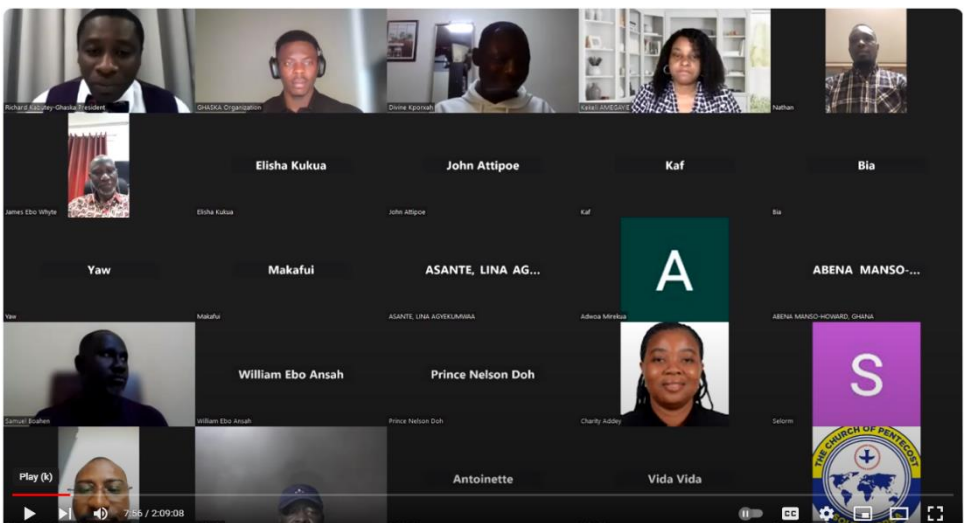 Richard Kazutey-Ghaska President
GHASKA Organization
Divine Kporxah
Kekeli AMEGAYIE
Nathan
James Ebo Whyte
Elisha Kukua
Elisha Kukua
John Attipoe
John Attipoe
Kaf
Kaf
Bia
Bia
Yaw
Yaw
Makafui
Makafui
ASANTE, LINA AG...
ASANTE, LINA AGYEKUMWAA
A
Adwoa Mirekua
ABENA MANSO-...
ABENA MANSO-HOWARD, GHANA
Samuel Boahen
William Ebo Ansah
William Ebo Ansah
Prince Nelson Doh
Prince Nelson Doh
Charity Addey
S
Selorm
Antoinette
Vida Vida
THE CHURCH OF PENTECOST
Play (k)
7:56 / 2:09:08
CC